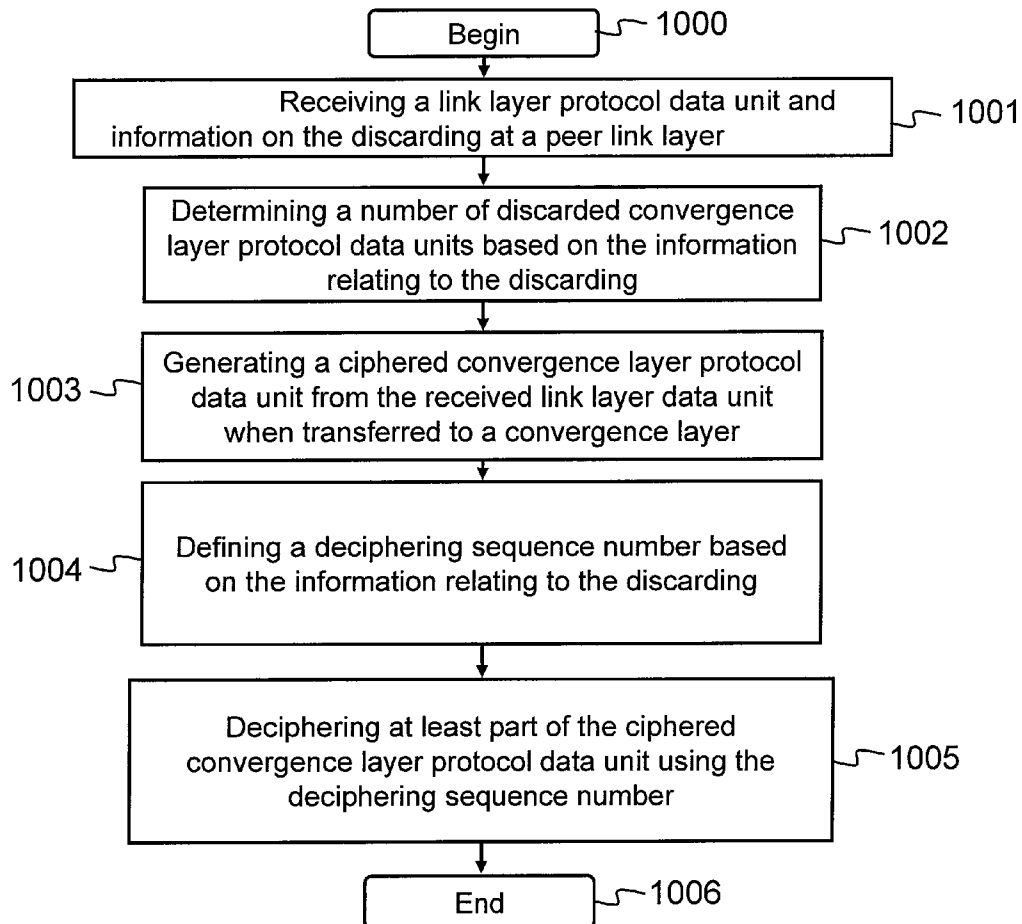 Begin 1000
Receiving a link layer protocol data unit and
information on the discarding at a peer link layer
1001
Determining a number of discarded convergence
layer protocol data units based on the information
relating to the discarding
1002
1003
Generating a ciphered convergence layer protocol
data unit from the received link layer data unit
when transferred to a convergence layer
1004
Defining a deciphering sequence number based
on the information relating to the discarding
Deciphering at least part of the ciphered
convergence layer protocol data unit using the
deciphering sequence number
1005
End 1006